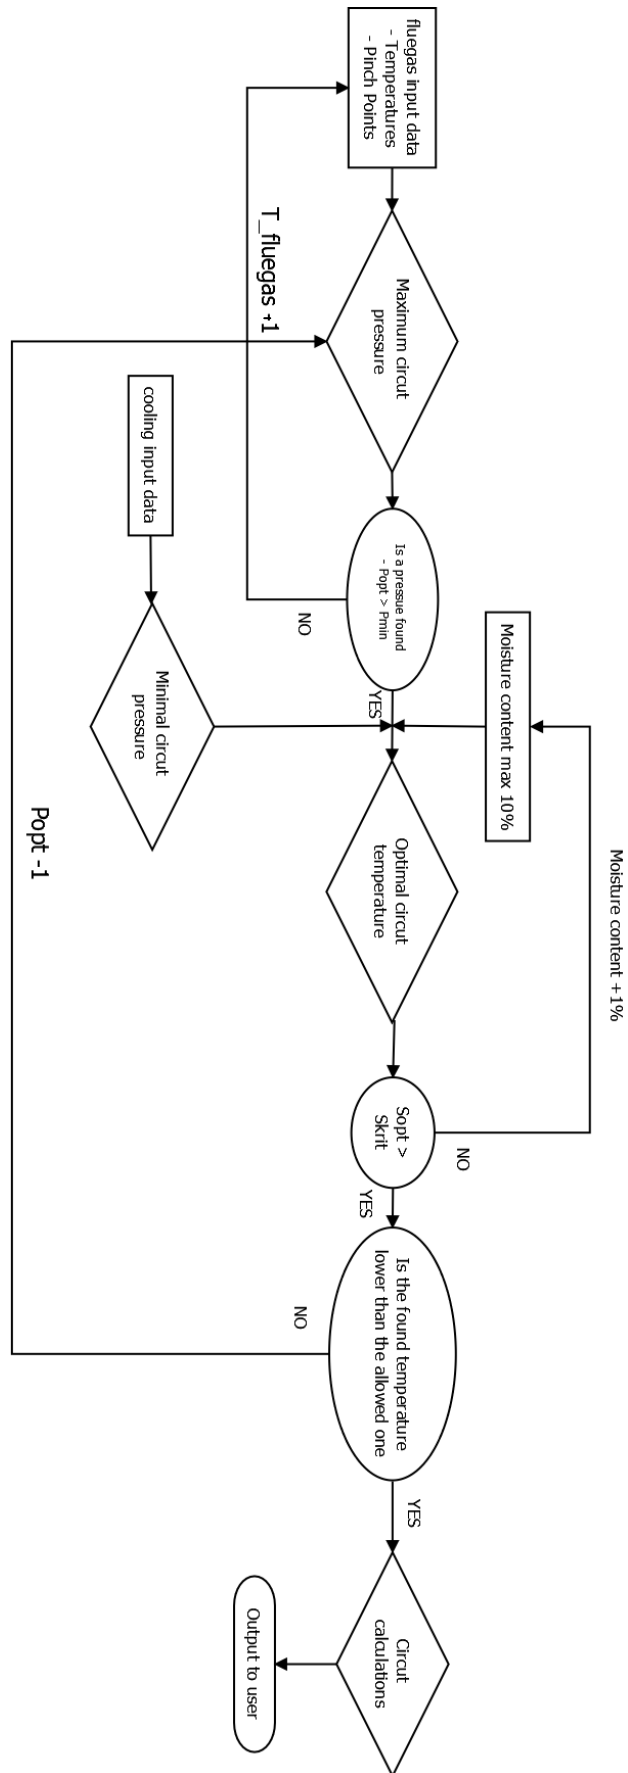 fluegas input data
- Temperatures
- Pinch Points
T_fluegas +1
Maximum circut
pressure
cooling input data
Is a pressue found
- Popt > Pmin
NO
YES
Moisture content max 10%
Minimal circut
pressure
Popt -1
Optimal circut
temperature
Moisture content +1%
Sopt >
Skrit
NO
YES
Is the found temperature
lower than the allowed one
NO
YES
Circut
calculations
Output to user